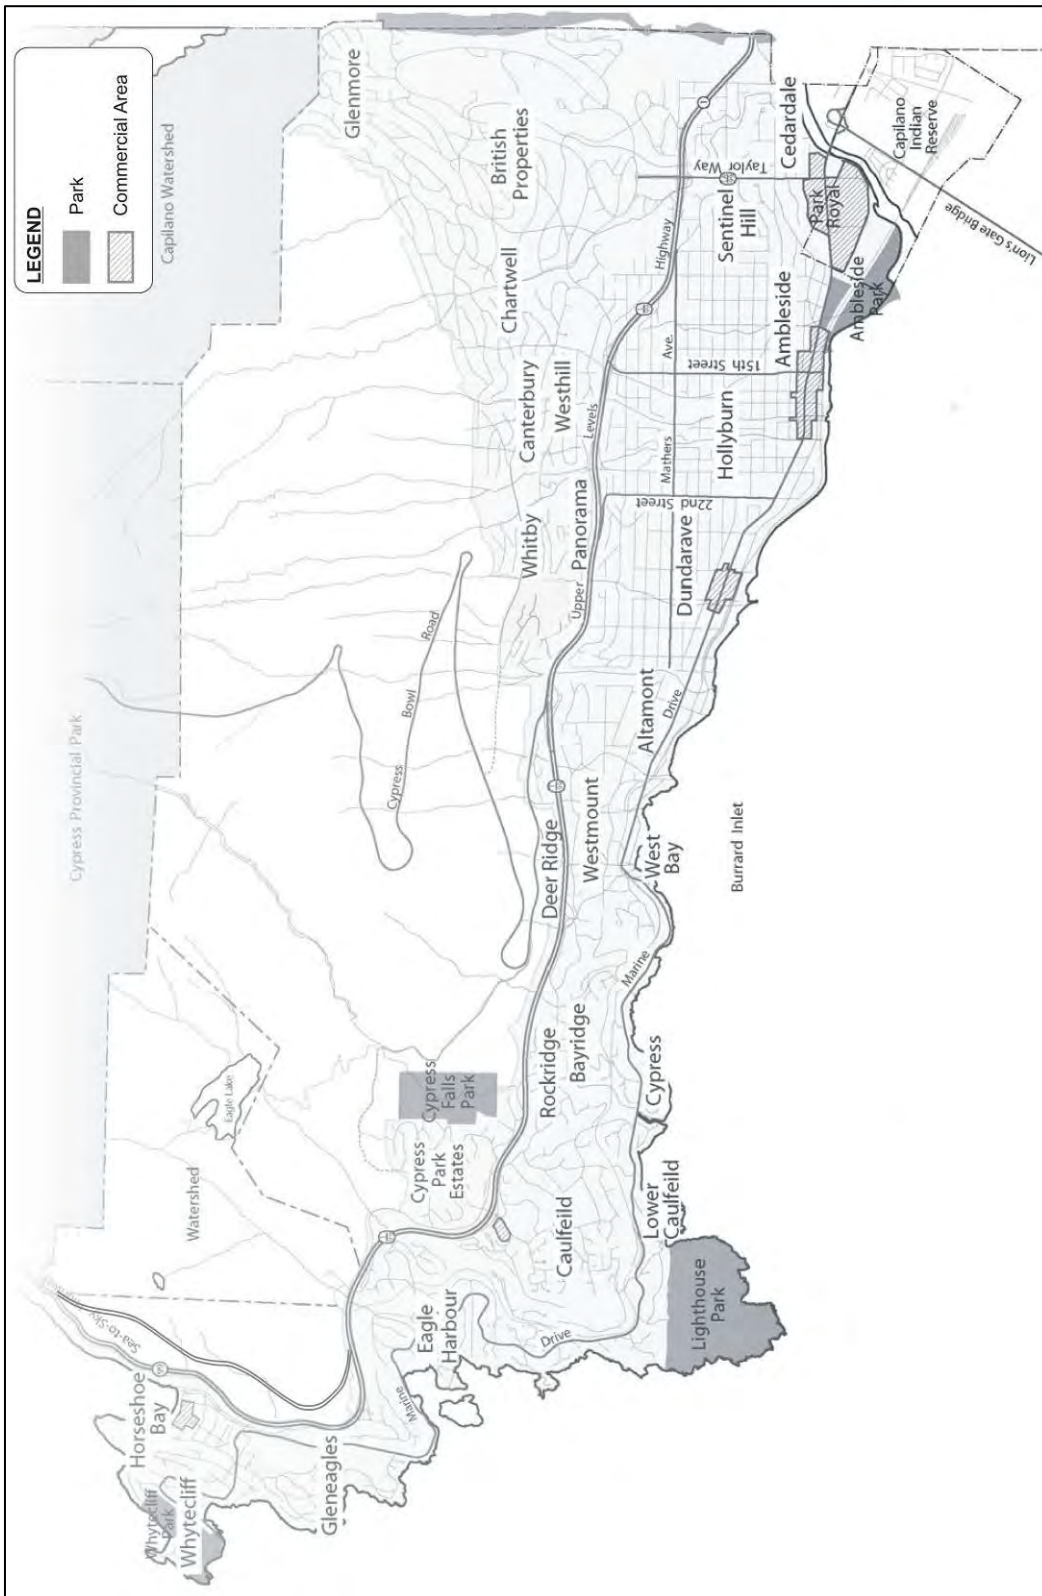 LEGEND
Park
Commercial Area
Capilano Watershed
Cypress Provincial Park
Watershed
Eagle Lake
Sea-to-Sky
99
Horseshoe
Bay
Whytecliff
Park
Whytecliff
Gleneagles
Marine
Eagle
Harbour
Drive
Cypress
Falls
Park
Cypress
Park
Estates
Caulfeild
Lower
Caulfeild
Lighthouse
Park
Rockridge
Bayridge
Cypress
Marine
Cypress
Bowl
Road
Deer Ridge
Westmount
West
Bay
Altamont
Drive
Burrard Inlet
Whitby
Panorama
Upper
Levels
Highway
1
Canterbury
Westhill
Chartwell
British
Properties
Glenmore
Dundarave
22nd Street
Mathers
Ave.
Hollyburn
15th Street
Ambleside
Sentinel
Hill
Taylor Way
Cedardale
Park
Royal
Ambleside
Park
Capilano
Indian
Reserve
Lion's Gate Bridge